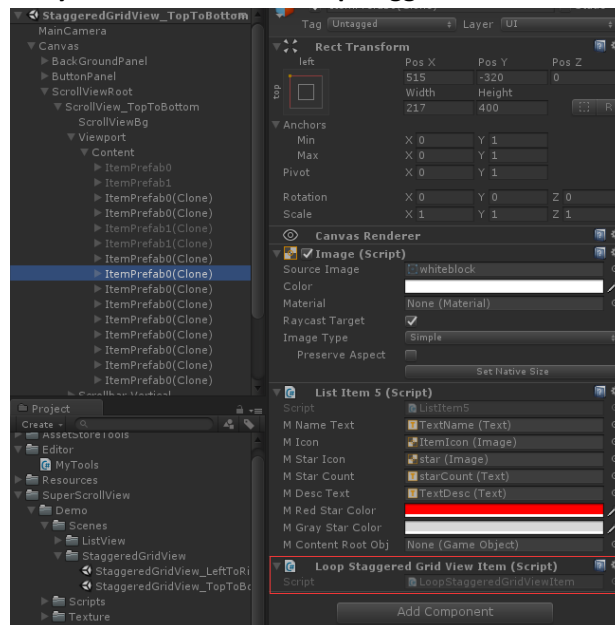 StaggeredGridView_TopToBottom
MainCamera
Canvas
BackGroundPanel
ButtonPanel
ScrollViewRoot
ScrollView_TopToBottom
ScrollViewBg
Viewport
Content
ItemPrefab0
ItemPrefab1
ItemPrefab0(Clone)
ItemPrefab0(Clone)
ItemPrefab1(Clone)
ItemPrefab1(Clone)
ItemPrefab0(Clone)
ItemPrefab0(Clone)
ItemPrefab0(Clone)
ItemPrefab0(Clone)
ItemPrefab0(Clone)
ItemPrefab0(Clone)
ItemPrefab0(Clone)
ItemPrefab0(Clone)
ItemPrefab0(Clone)
Scrollbar Vertical
Project
Create
AssetStoreTools
Editor
MyTools
Resources
SuperScrollView
Demo
Scenes
ListView
StaggeredGridView
StaggeredGridView_LeftToRi
StaggeredGridView_TopToBo
Scripts
Texture
Tag Untagged Layer UI
Rect Transform
left Pos X Pos Y Pos Z
515 -320 0
top Width Height
217 400
R
Anchors
Min X 0 Y 1
Max X 0 Y 1
Pivot X 0 Y 1
Rotation X 0 Y 0 Z 0
Scale X 1 Y 1 Z 1
Canvas Renderer
Image (Script)
Source Image whiteblock
Color
Material None (Material)
Raycast Target
Image Type Simple
Preserve Aspect
Set Native Size
List Item 5 (Script)
Script ListItem5
M Name Text TextName (Text)
M Icon ItemIcon (Image)
M Star Icon star (Image)
M Star Count starCount (Text)
M Desc Text TextDesc (Text)
M Red Star Color
M Gray Star Color
M Content Root Obj None (Game Object)
Loop Staggered Grid View Item (Script)
Script LoopStaggeredGridViewItem
Add Component